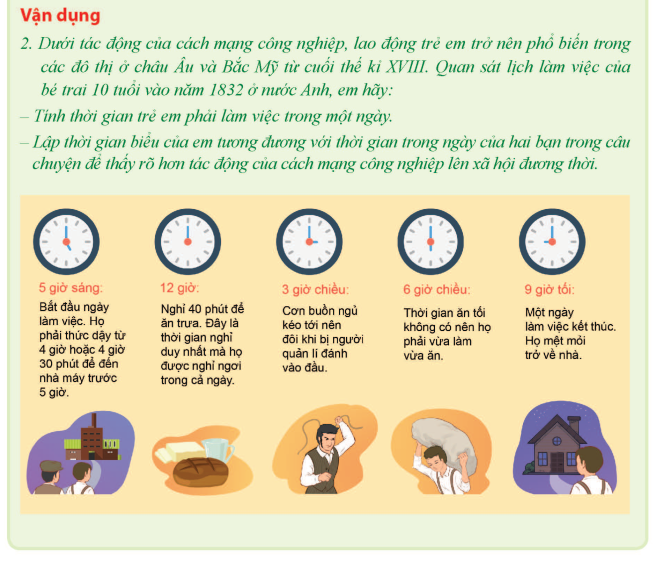 Vận dụng
2. Dưới tác động của cách mạng công nghiệp, lao động trẻ em trở nên phổ biến trong
các đô thị ở châu Âu và Bắc Mỹ từ cuối thế kỉ XVIII. Quan sát lịch làm việc của
bé trai 10 tuổi vào năm 1832 ở nước Anh, em hãy:
– Tính thời gian trẻ em phải làm việc trong một ngày.
– Lập thời gian biểu của em tương đương với thời gian trong ngày của hai bạn trong câu
chuyện để thấy rõ hơn tác động của cách mạng công nghiệp lên xã hội đương thời.
5 giờ sáng:
Bắt đầu ngày
làm việc. Họ
phải thức dậy từ
4 giờ hoặc 4 giờ
30 phút để đến
nhà máy trước
5 giờ.
12 giờ:
Nghỉ 40 phút để
ăn trưa. Đây là
thời gian nghỉ
duy nhất mà họ
được nghỉ ngơi
trong cả ngày.
3 giờ chiều:
Cơn buồn ngủ
kéo tới nên
đôi khi bị người
quản lí đánh
vào đầu.
6 giờ chiều:
Thời gian ăn tối
không có nên họ
phải vừa làm
vừa ăn.
9 giờ tối:
Một ngày
làm việc kết thúc.
Họ mệt mỏi
trở về nhà.